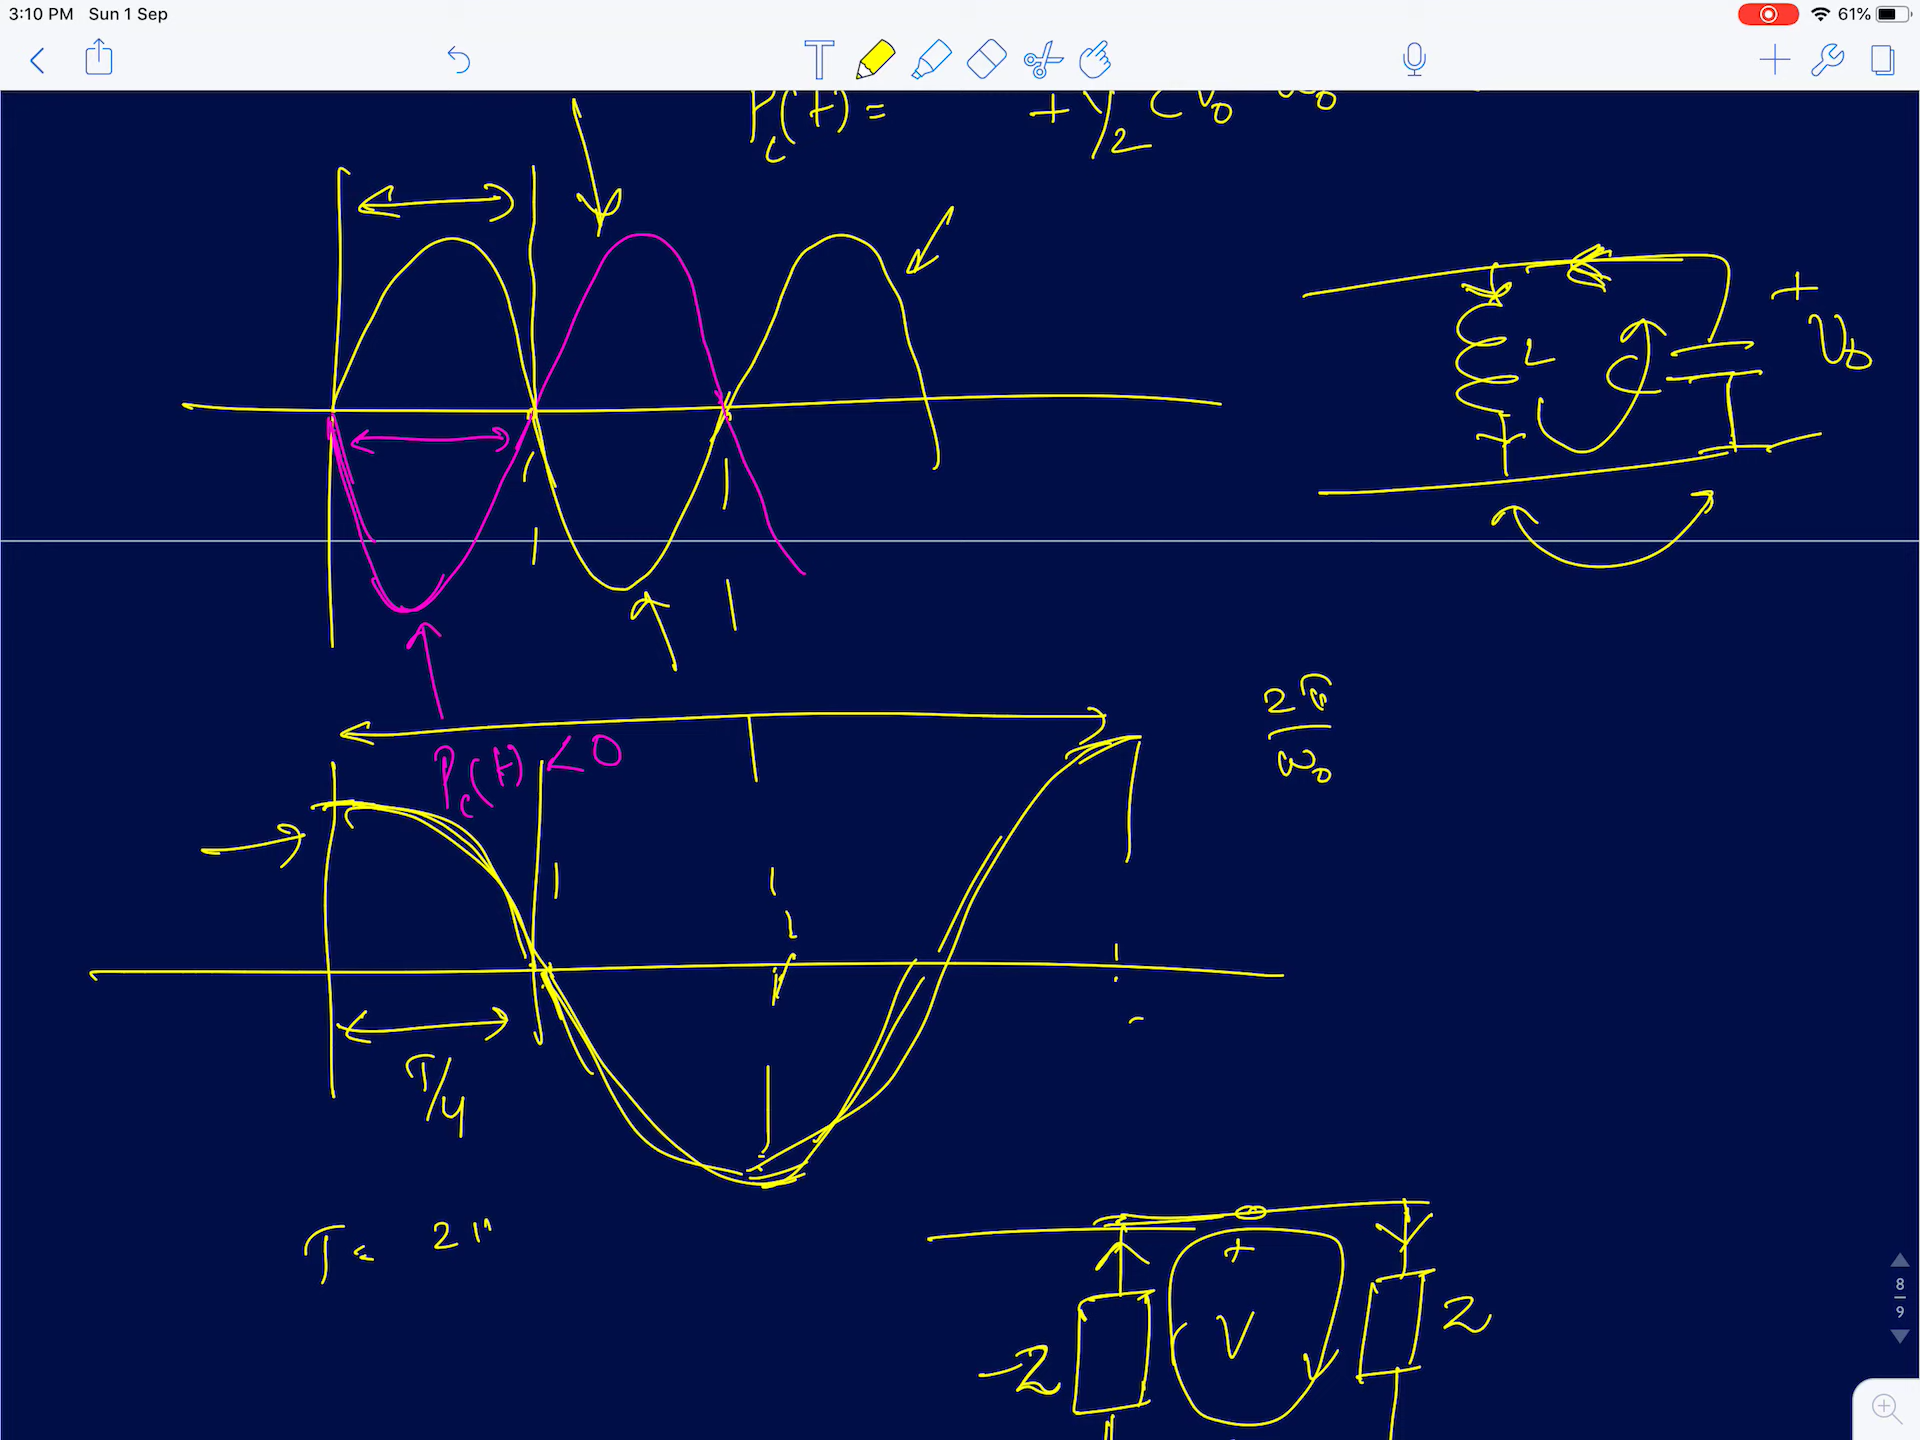 3:10 PM Sun 1 Sep
61%
T
P_c(t) = + 1/2 C V_0 ω_0
+
L
C
V_0
2π/ω_0
P_c(t) < 0
T/4
T =
+
V
-2
2
8
9